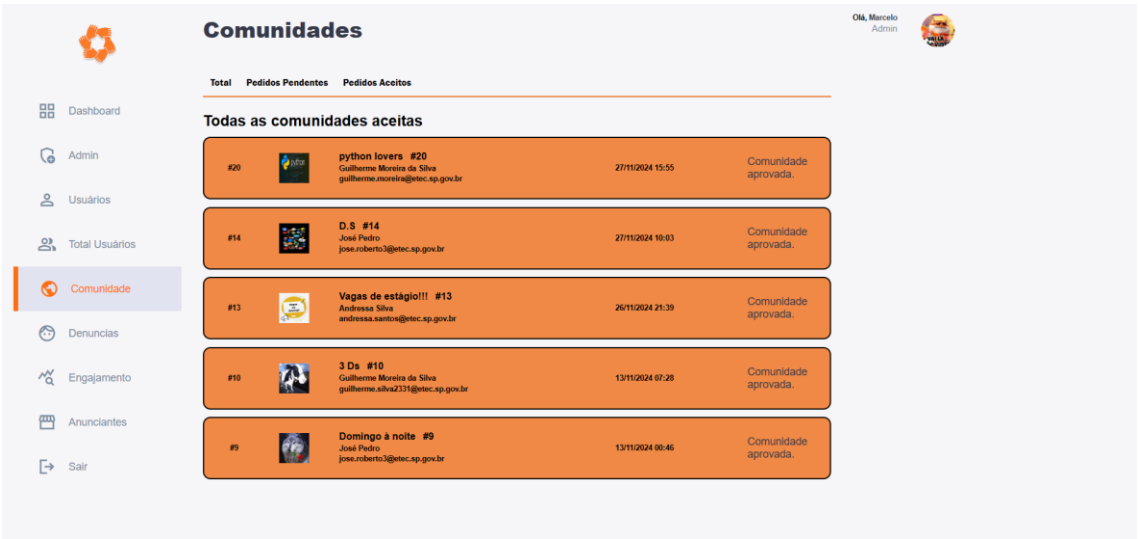 Comunidades
Olá, Marcelo
Admin
Total Pedidos Pendentes Pedidos Aceitos
Dashboard
Admin
Usuários
Total Usuários
Comunidade
Denuncias
Engajamento
Anunciantes
Sair
Todas as comunidades aceitas
#20
python
python lovers #20
Guilherme Moreira da Silva
guilherme.moreira@etec.sp.gov.br
27/11/2024 15:55
Comunidade
aprovada.
#14
D.S #14
José Pedro
jose.roberto3@etec.sp.gov.br
27/11/2024 10:03
Comunidade
aprovada.
#13
Vagas de estágio!!! #13
Andressa Silva
andressa.santos@etec.sp.gov.br
26/11/2024 21:39
Comunidade
aprovada.
#10
3 Ds #10
Guilherme Moreira da Silva
guilherme.silva2331@etec.sp.gov.br
13/11/2024 07:28
Comunidade
aprovada.
#9
Domingo à noite #9
José Pedro
jose.roberto3@etec.sp.gov.br
13/11/2024 00:46
Comunidade
aprovada.